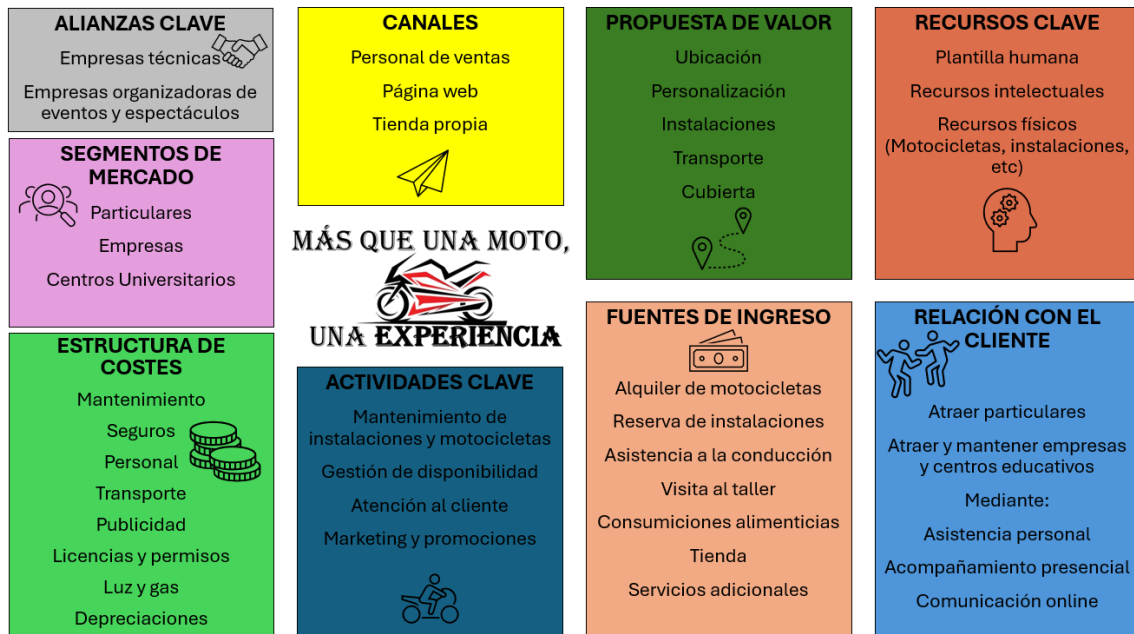 ALIANZAS CLAVE
Empresas técnicas
Empresas organizadoras de
eventos y espectáculos
SEGMENTOS DE
MERCADO
Particulares
Empresas
Centros Universitarios
ESTRUCTURA DE
COSTES
Mantenimiento
Seguros
Personal
Transporte
Publicidad
Licencias y permisos
Luz y gas
Depreciaciones
CANALES
Personal de ventas
Página web
Tienda propia
MÁS QUE UNA MOTO,
UNA EXPERIENCIA
ACTIVIDADES CLAVE
Mantenimiento de
instalaciones y motocicletas
Gestión de disponibilidad
Atención al cliente
Marketing y promociones
PROPUESTA DE VALOR
Ubicación
Personalización
Instalaciones
Transporte
Cubierta
FUENTES DE INGRESO
Alquiler de motocicletas
Reserva de instalaciones
Asistencia a la conducción
Visita al taller
Consumiciones alimenticias
Tienda
Servicios adicionales
RECURSOS CLAVE
Plantilla humana
Recursos intelectuales
Recursos físicos
(Motocicletas, instalaciones,
etc)
RELACIÓN CON EL
CLIENTE
Atraer particulares
Atraer y mantener empresas
y centros educativos
Mediante:
Asistencia personal
Acompañamiento presencial
Comunicación online